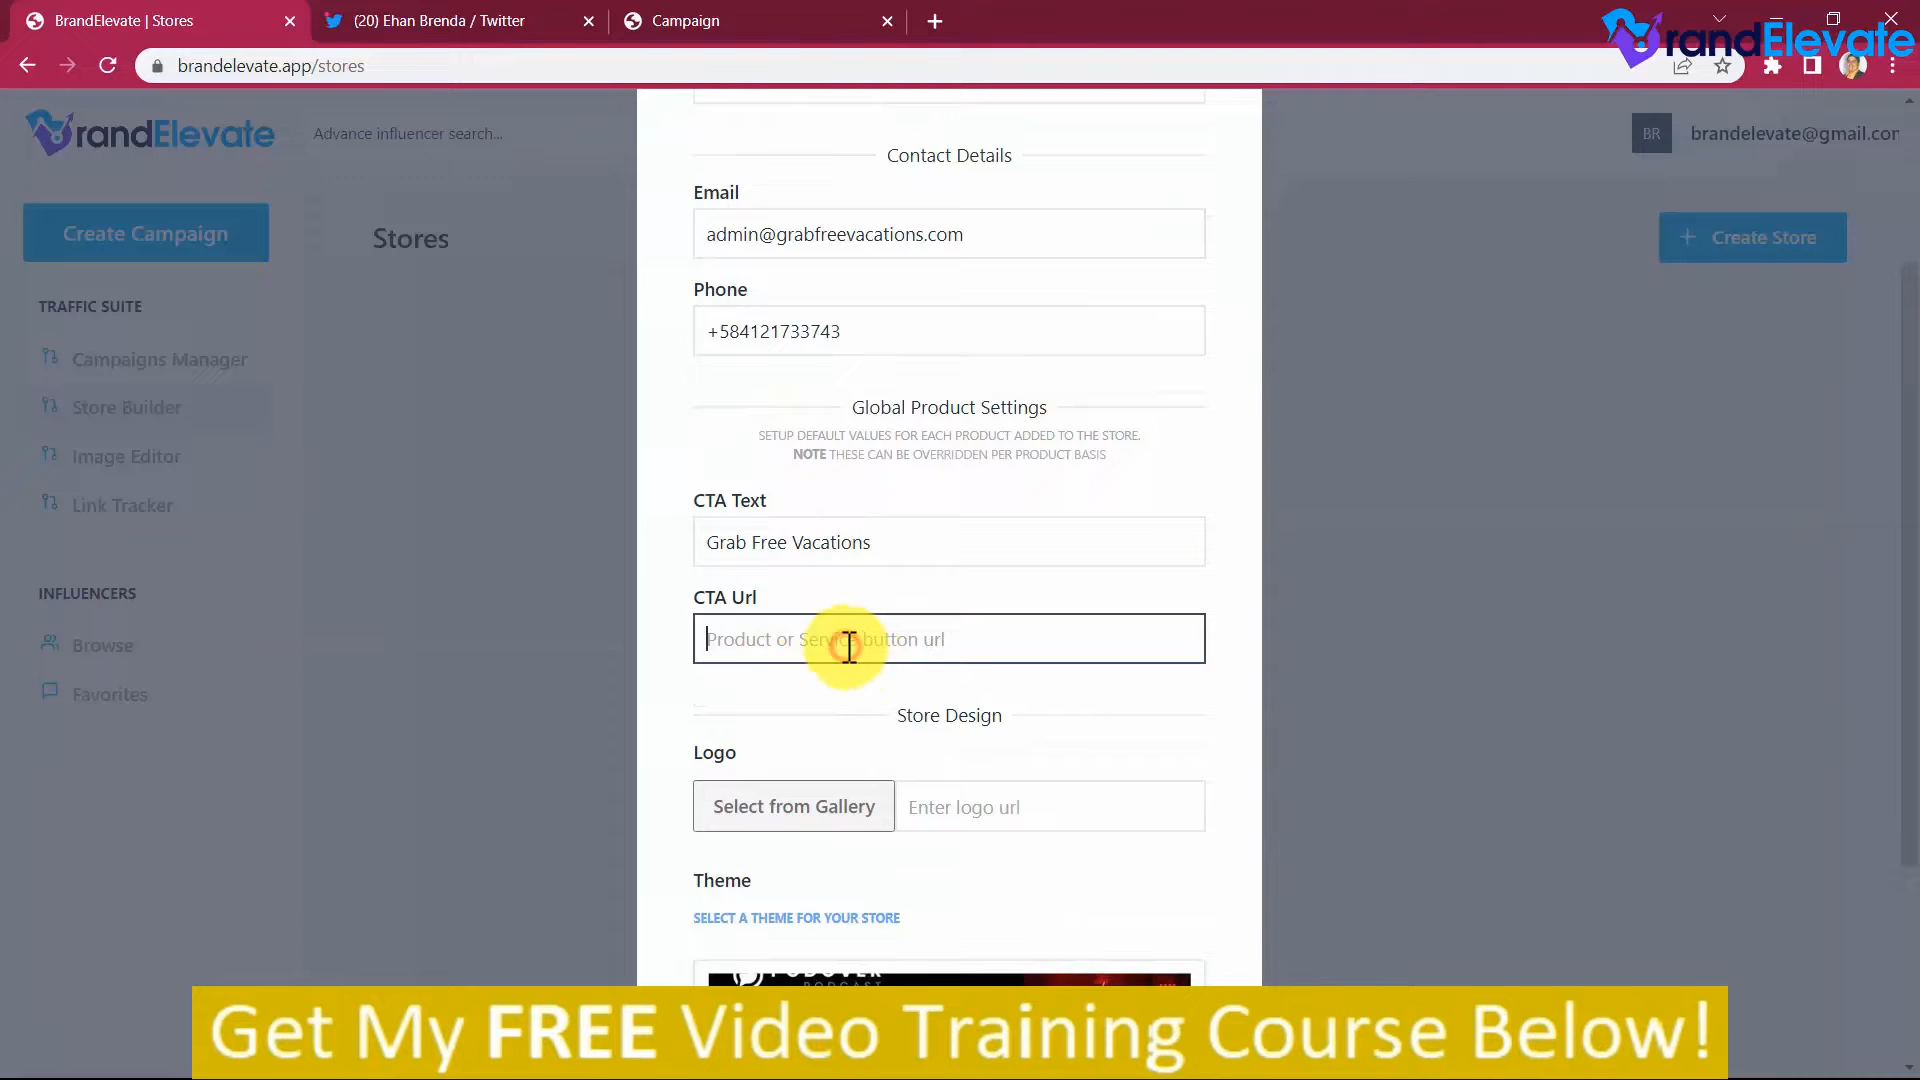 BrandElevate | Stores
(20) Ehan Brenda / Twitter
Campaign
brandelevate.app/stores
randElevate
randElevate
Advance influencer search...
BR
brandelevate@gmail.com
Create Campaign
Stores
Create Store
TRAFFIC SUITE
Campaigns Manager
Store Builder
Image Editor
Link Tracker
INFLUENCERS
Browse
Favorites
Contact Details
Email
admin@grabfreevacations.com
Phone
+584121733743
Global Product Settings
SETUP DEFAULT VALUES FOR EACH PRODUCT ADDED TO THE STORE.
NOTE THESE CAN BE OVERRIDDEN PER PRODUCT BASIS
CTA Text
Grab Free Vacations
CTA Url
Product or Service button url
Store Design
Logo
Select from Gallery
Enter logo url
Theme
SELECT A THEME FOR YOUR STORE
PODOVER
PODCAST
Get My FREE Video Training Course Below!